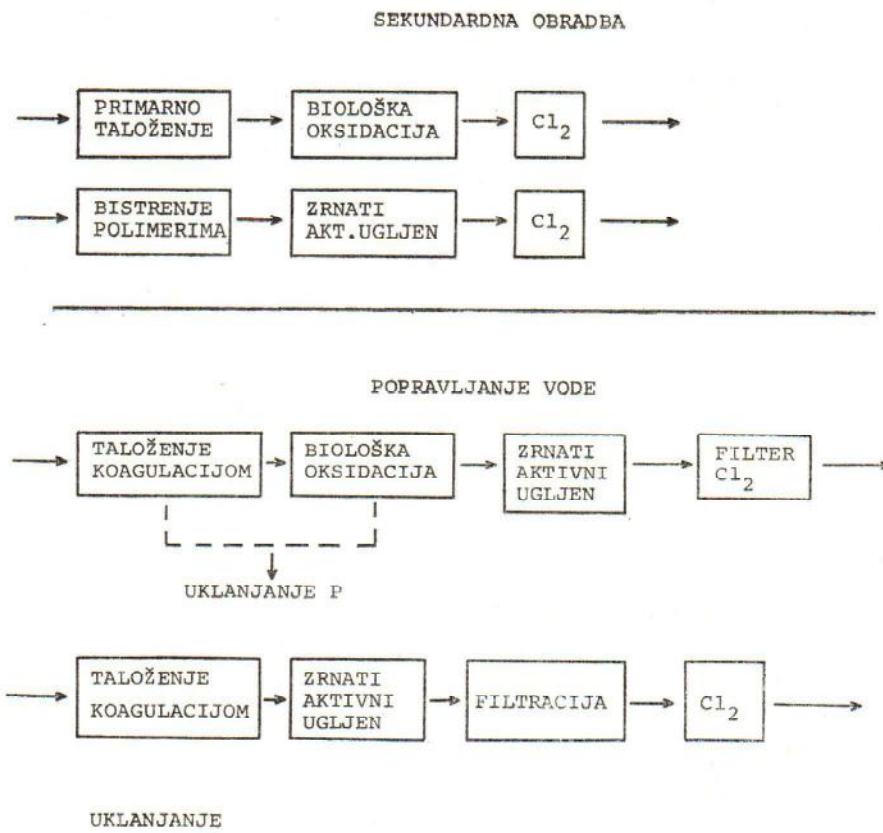 SEKUNDARDNA OBRADBA
PRIMARNO
TALOŽENJE
BIOLOŠKA
OKSIDACIJA
Cl2
BISTRENJE
POLIMERIMA
ZRNATI
AKT.UGLJEN
Cl2
POPRAVLJANJE VODE
TALOŽENJE
KOAGULACIJOM
BIOLOŠKA
OKSIDACIJA
ZRNATI
AKTIVNI
UGLJEN
FILTER
Cl2
UKLANJANJE P
TALOŽENJE
KOAGULACIJOM
ZRNATI
AKTIVNI
UGLJEN
FILTRACIJA
Cl2
UKLANJANJE